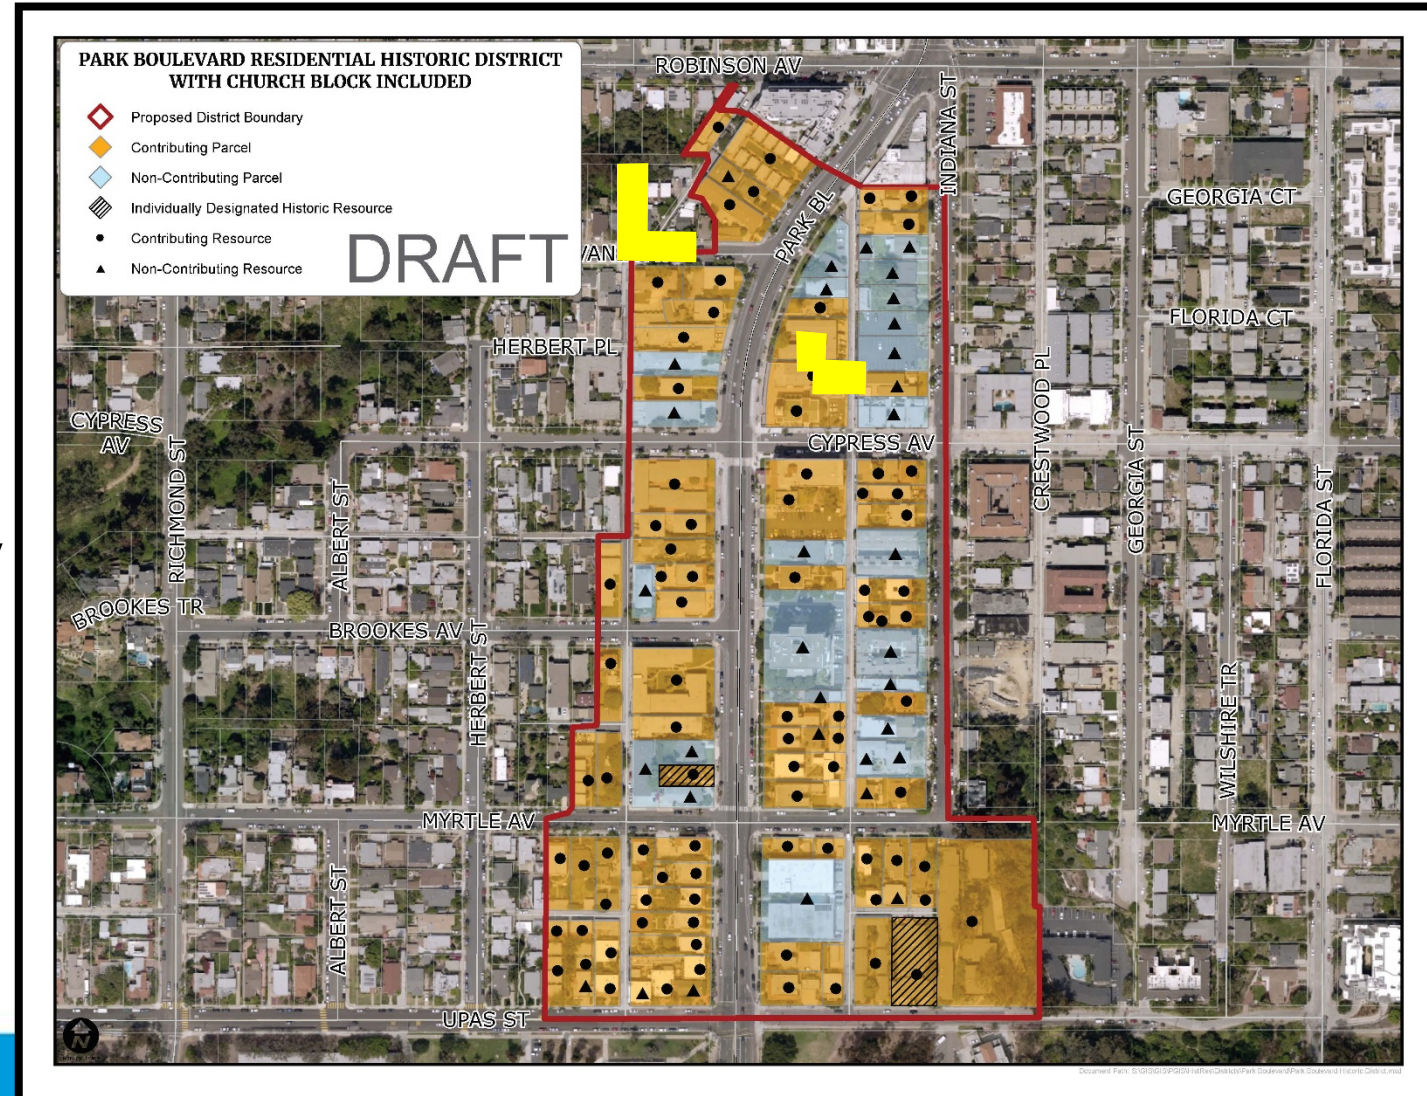 PARK BOULEVARD RESIDENTIAL HISTORIC DISTRICT
WITH CHURCH BLOCK INCLUDED
Proposed District Boundary
Contributing Parcel
Non-Contributing Parcel
Individually Designated Historic Resource
Contributing Resource
Non-Contributing Resource
DRAFT
ROBINSON AV
INDIANA ST
PARK BL
GEORGIA CT
FLORIDA CT
HERBERT PL
CYPRESS
AV
CYPRESS AV
CRESTWOOD PL
GEORGIA ST
FLORIDA ST
RICHMOND ST
ALBERT ST
BROOKES TR
BROOKES AV
HERBERT ST
WILSHIRE TR
MYRTLE AV
MYRTLE AV
ALBERT ST
UPAS ST
N